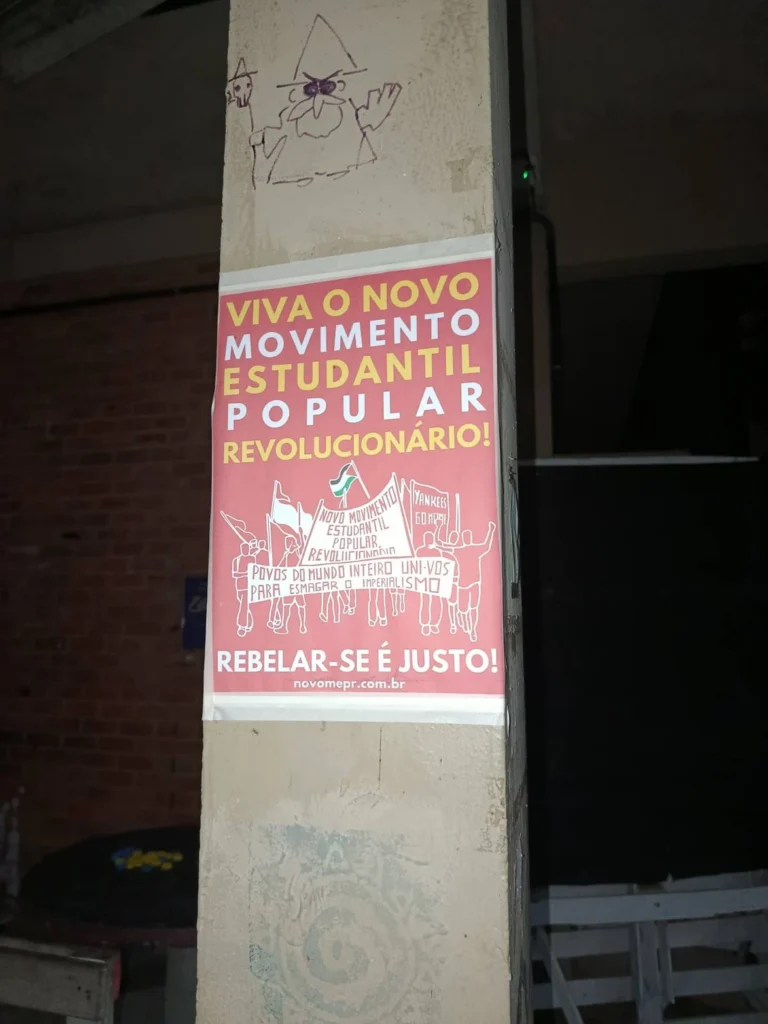 VIVA O NOVO
MOVIMENTO
ESTUDANTIL
POPULAR
REVOLUCIONÁRIO!
NOVO MOVIMENTO
ESTUDANTIL
POPULAR
REVOLUCIONÁRIO
YANKEES
GO HOME
POVOS DO MUNDO INTEIRO UNI-VOS
PARA ESMAGAR O IMPERIALISMO
REBELAR-SE É JUSTO!
novomepr.com.br